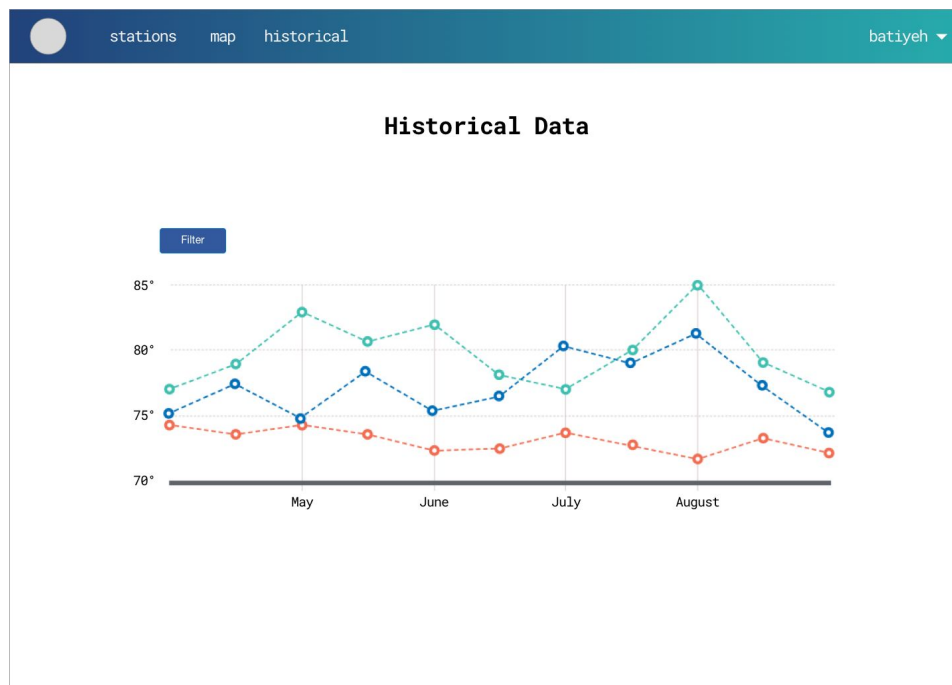 stations map historical batiyeh
Historical Data
Filter
85°
80°
75°
70°
May June July August